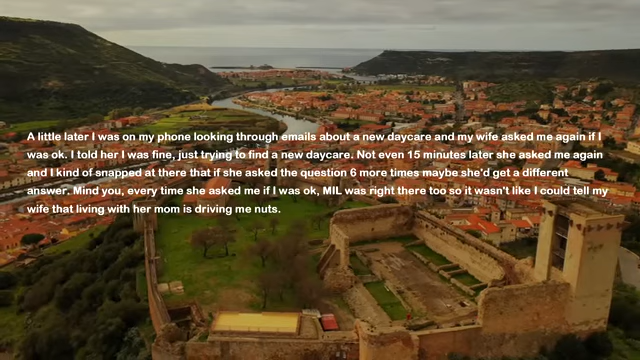 A little later I was on my phone looking through emails about a new daycare and my wife asked me again if I
was ok. I told her I was fine, just trying to find a new daycare. Not even 15 minutes later she asked me again
and I kind of snapped at there that if she asked the question 6 more times maybe she'd get a different
answer. Mind you, every time she asked me if I was ok, MIL was right there too so it wasn't like I could tell my
wife that living with her mom is driving me nuts.